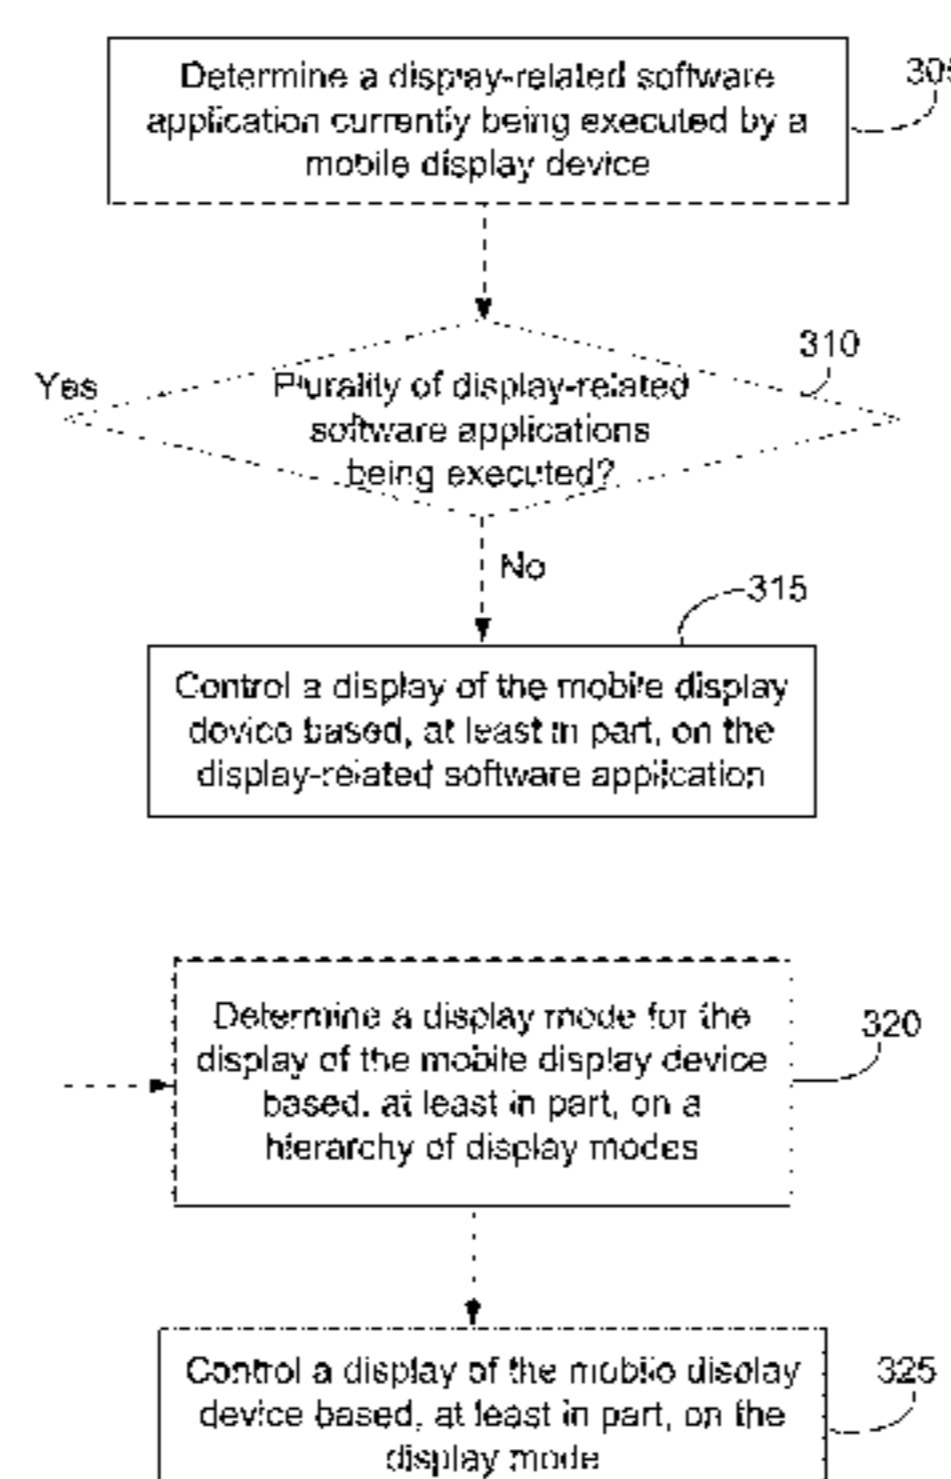 Determine a display-related software
application currently being executed by a
mobile display device
305
310
Yes
Plurality of display-related
software applications
being executed?
No
315
Control a display of the mobile display
device based, at least in part, on the
display-related software application
Determine a display mode for the
display of the mobile display device
based, at least in part, on a
hierarchy of display modes
320
Control a display of the mobile display
device based, at least in part, on the
display mode
325